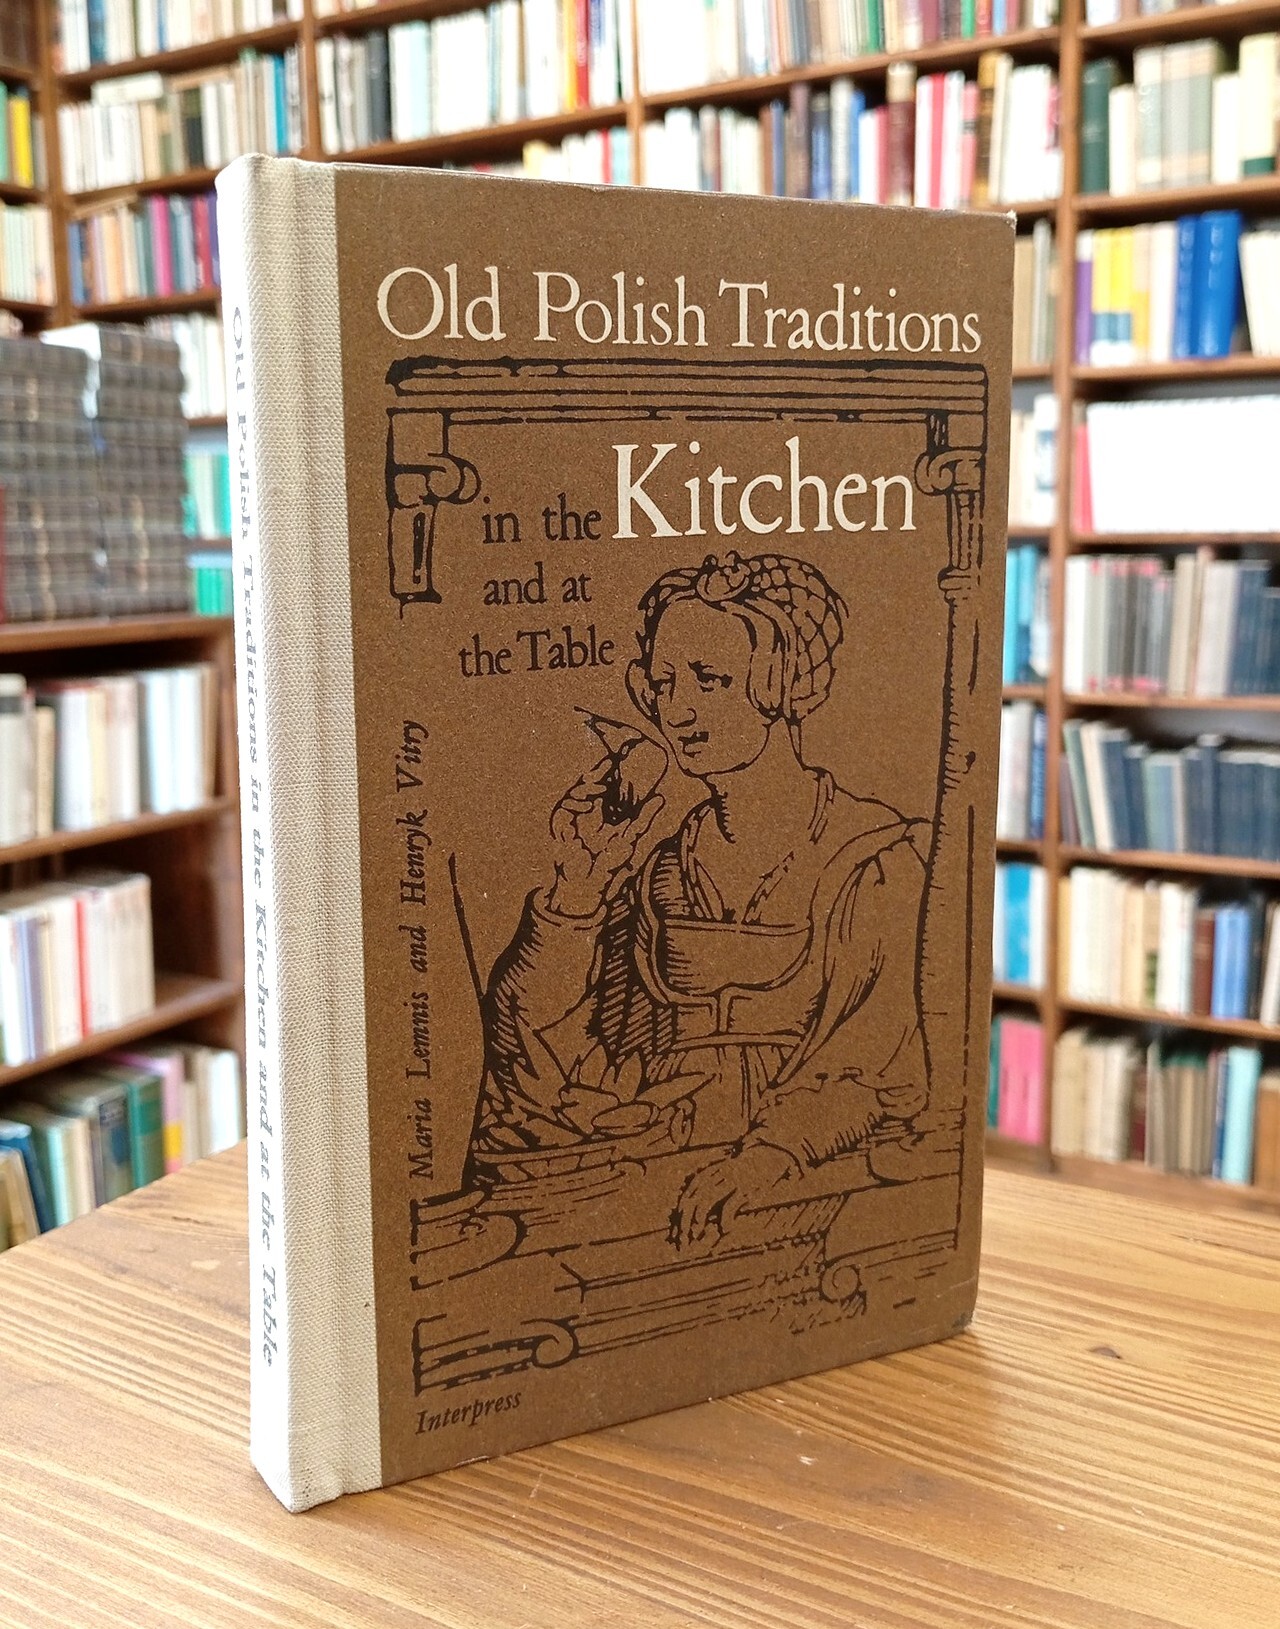 Old Polish Traditions
in the Kitchen
and at
the Table
Maria Lemnis and Henryk Vitry
Interpress
Old Polish Traditions in the Kitchen and at the Table